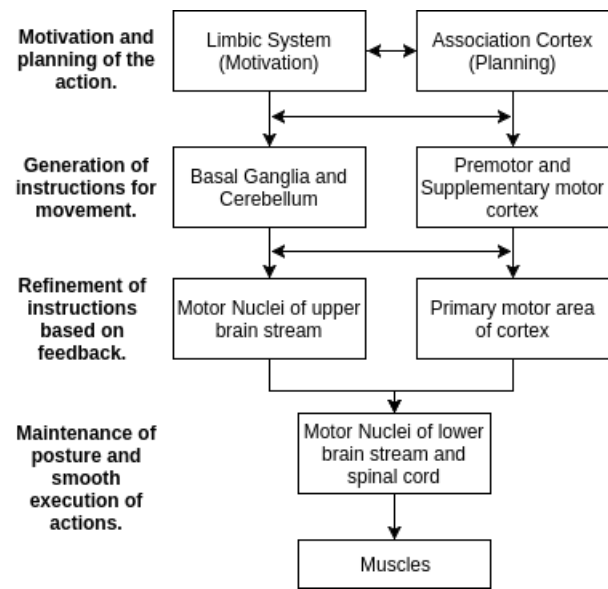 Motivation and
planning of the
action.
Limbic System
(Motivation)
Association Cortex
(Planning)
Generation of
instructions for
movement.
Basal Ganglia and
Cerebellum
Premotor and
Supplementary motor
cortex
Refinement of
instructions
based on
feedback.
Motor Nuclei of upper
brain stream
Primary motor area
of cortex
Maintenance of
posture and
smooth
execution of
actions.
Motor Nuclei of lower
brain stream and
spinal cord
Muscles